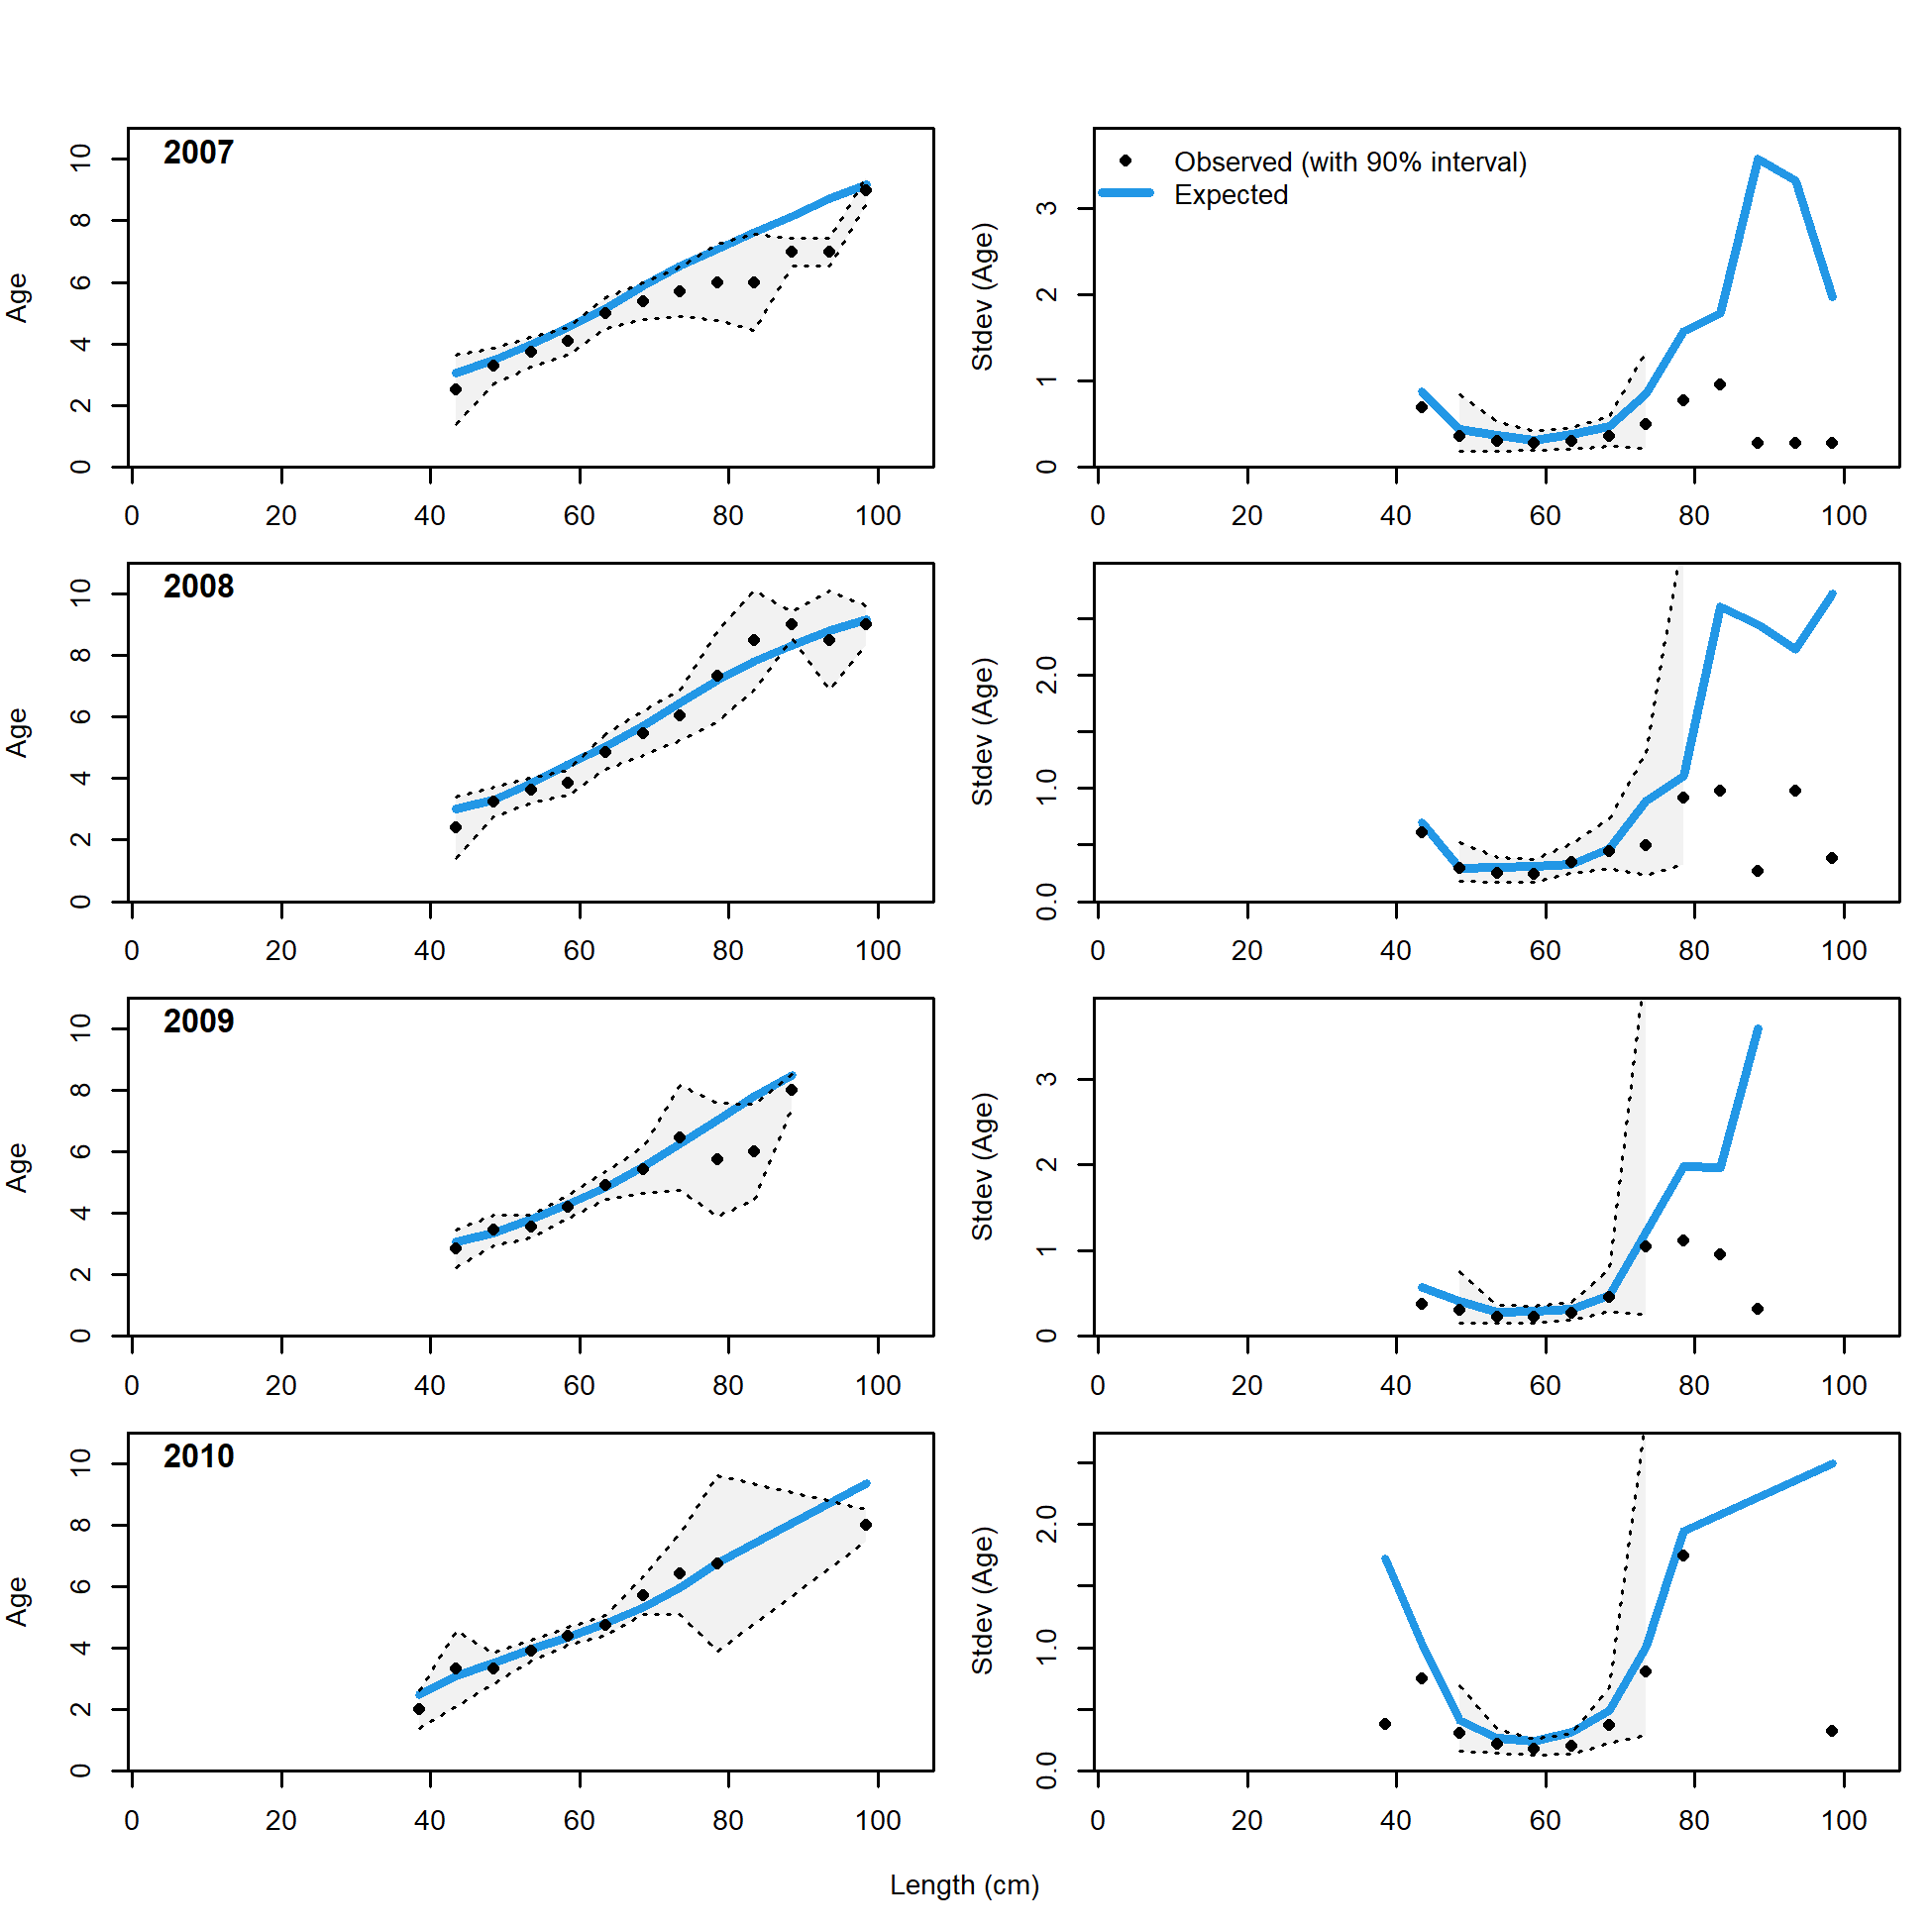 2007
Age
0 2 4 6 8 10
0 20 40 60 80 100
Observed (with 90% interval)
Expected
Stdev (Age)
0 1 2 3
0 20 40 60 80 100
2008
Age
0 2 4 6 8 10
0 20 40 60 80 100
Stdev (Age)
0.0 1.0 2.0
0 20 40 60 80 100
2009
Age
0 2 4 6 8 10
0 20 40 60 80 100
Stdev (Age)
0 1 2 3
0 20 40 60 80 100
2010
Age
0 2 4 6 8 10
0 20 40 60 80 100
Stdev (Age)
0.0 1.0 2.0
0 20 40 60 80 100
Length (cm)